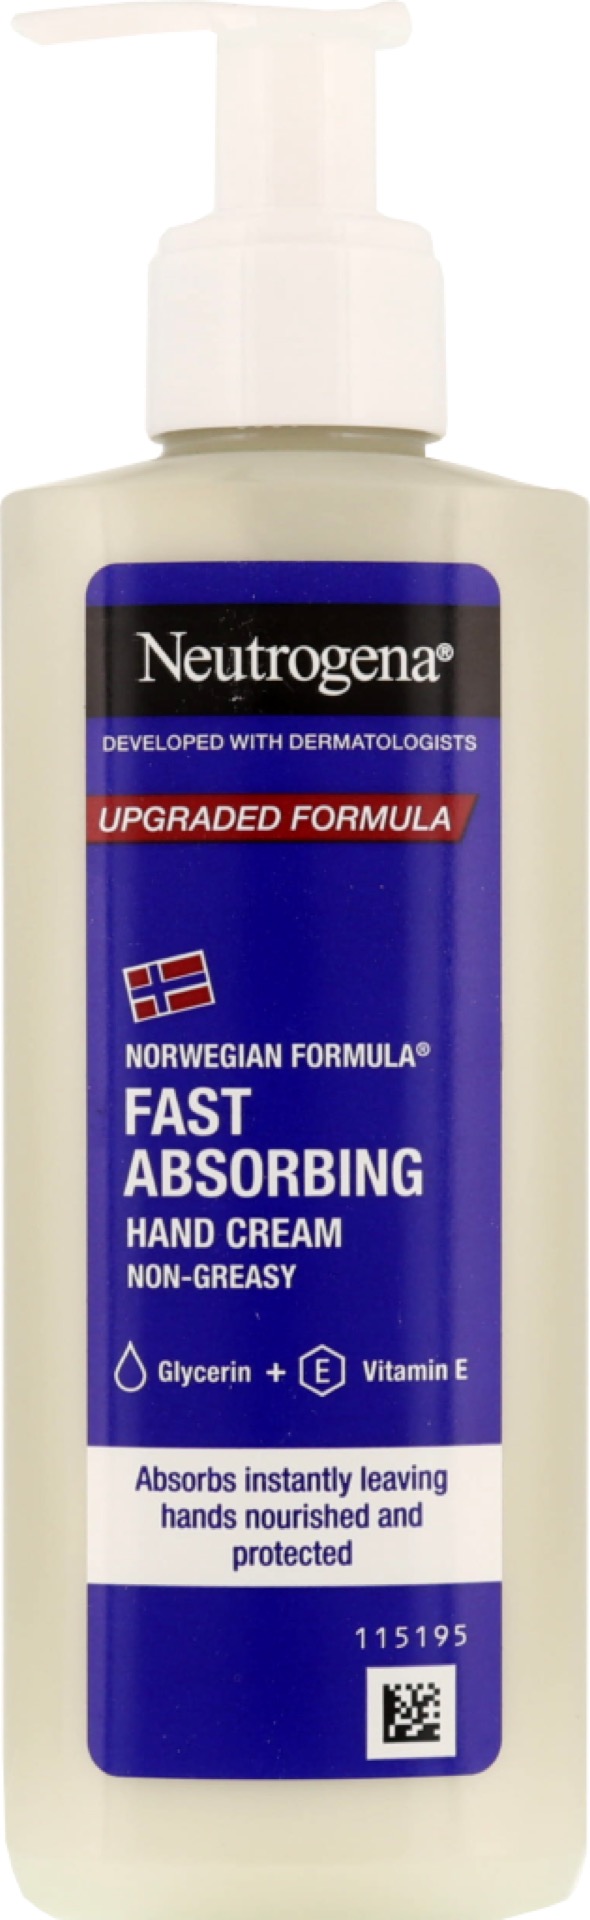 Neutrogena®
DEVELOPED WITH DERMATOLOGISTS
UPGRADED FORMULA
NORWEGIAN FORMULA®
FAST
ABSORBING
HAND CREAM
NON-GREASY
Glycerin + E Vitamin E
Absorbs instantly leaving
hands nourished and
protected
115195